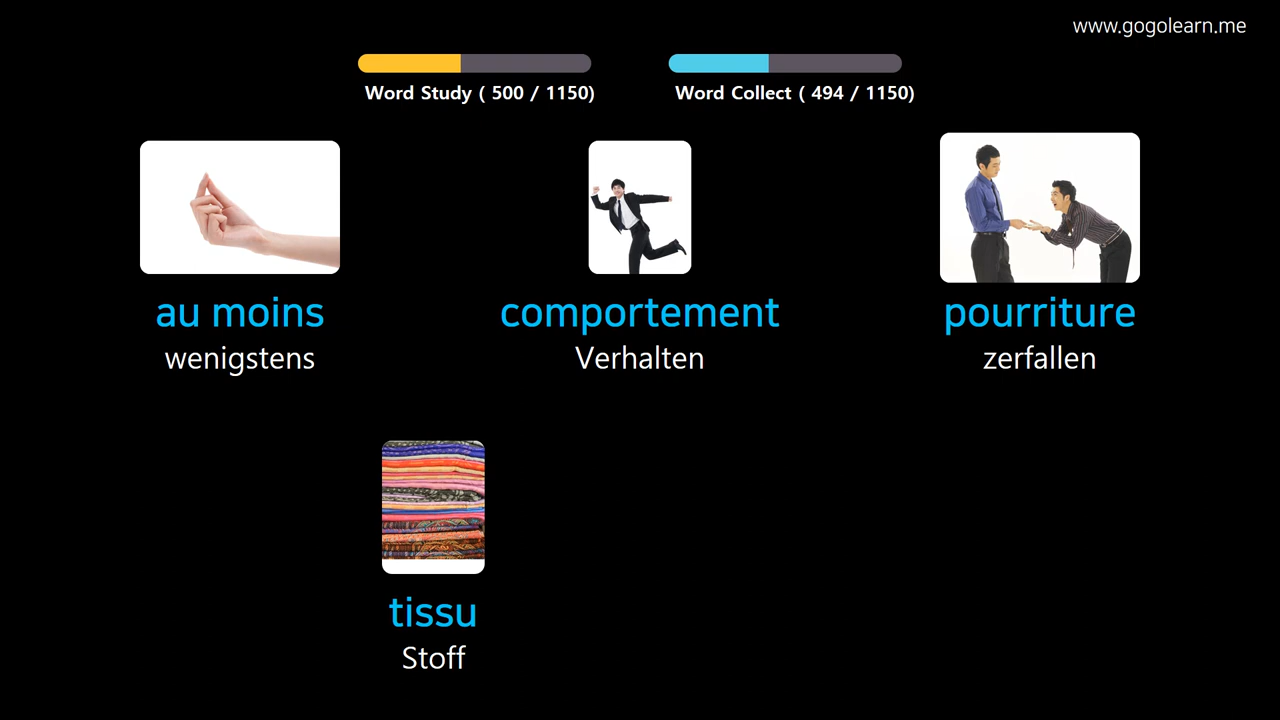 www.gogolearn.me
Word Study ( 500 / 1150)
Word Collect ( 494 / 1150)
au moins
wenigstens
comportement
Verhalten
pourriture
zerfallen
tissu
Stoff